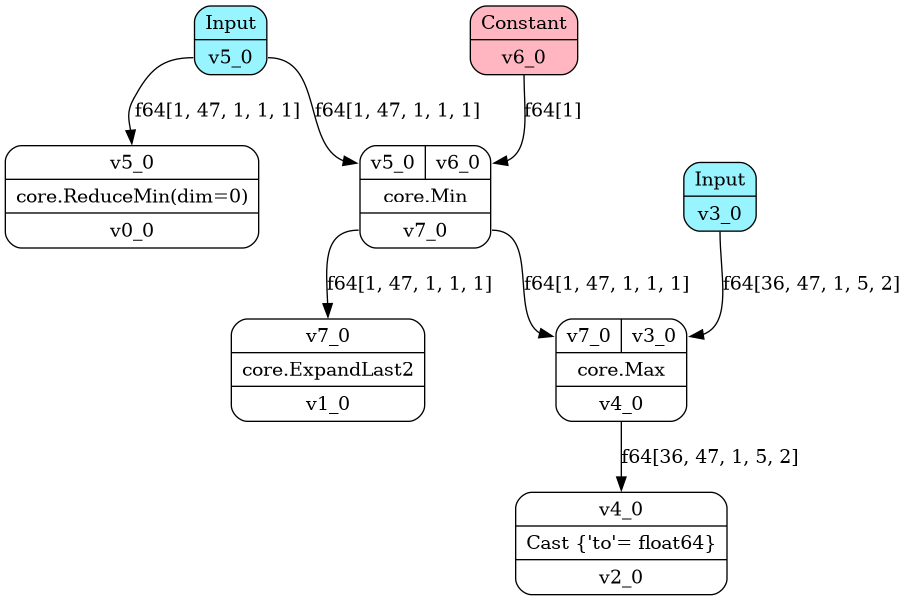 Input
v5_0
Constant
v6_0
f64[1, 47, 1, 1, 1]
f64[1, 47, 1, 1, 1]
f64[1]
v5_0
core.ReduceMin(dim=0)
v0_0
v5_0 v6_0
core.Min
v7_0
Input
v3_0
f64[1, 47, 1, 1, 1]
f64[1, 47, 1, 1, 1]
f64[36, 47, 1, 5, 2]
v7_0
core.ExpandLast2
v1_0
v7_0 v3_0
core.Max
v4_0
f64[36, 47, 1, 5, 2]
v4_0
Cast {'to'= float64}
v2_0